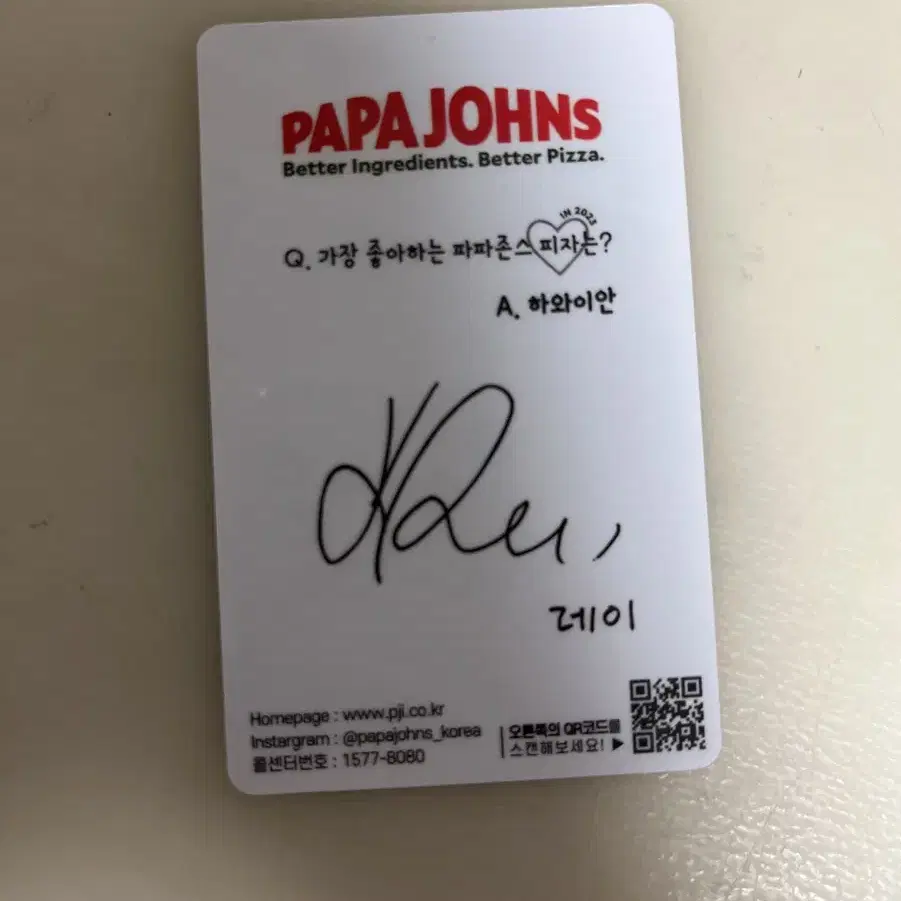 PAPA JOHNS
Better Ingredients. Better Pizza.
IN 2023
Q. 가장 좋아하는 파파존스 피자는?
A. 하와이안
레이
Homepage : www.pji.co.kr
Instargram : @papajohns_korea
콜센터번호 : 1577-8080
오른쪽의 QR코드를
스캔해보세요! ▶